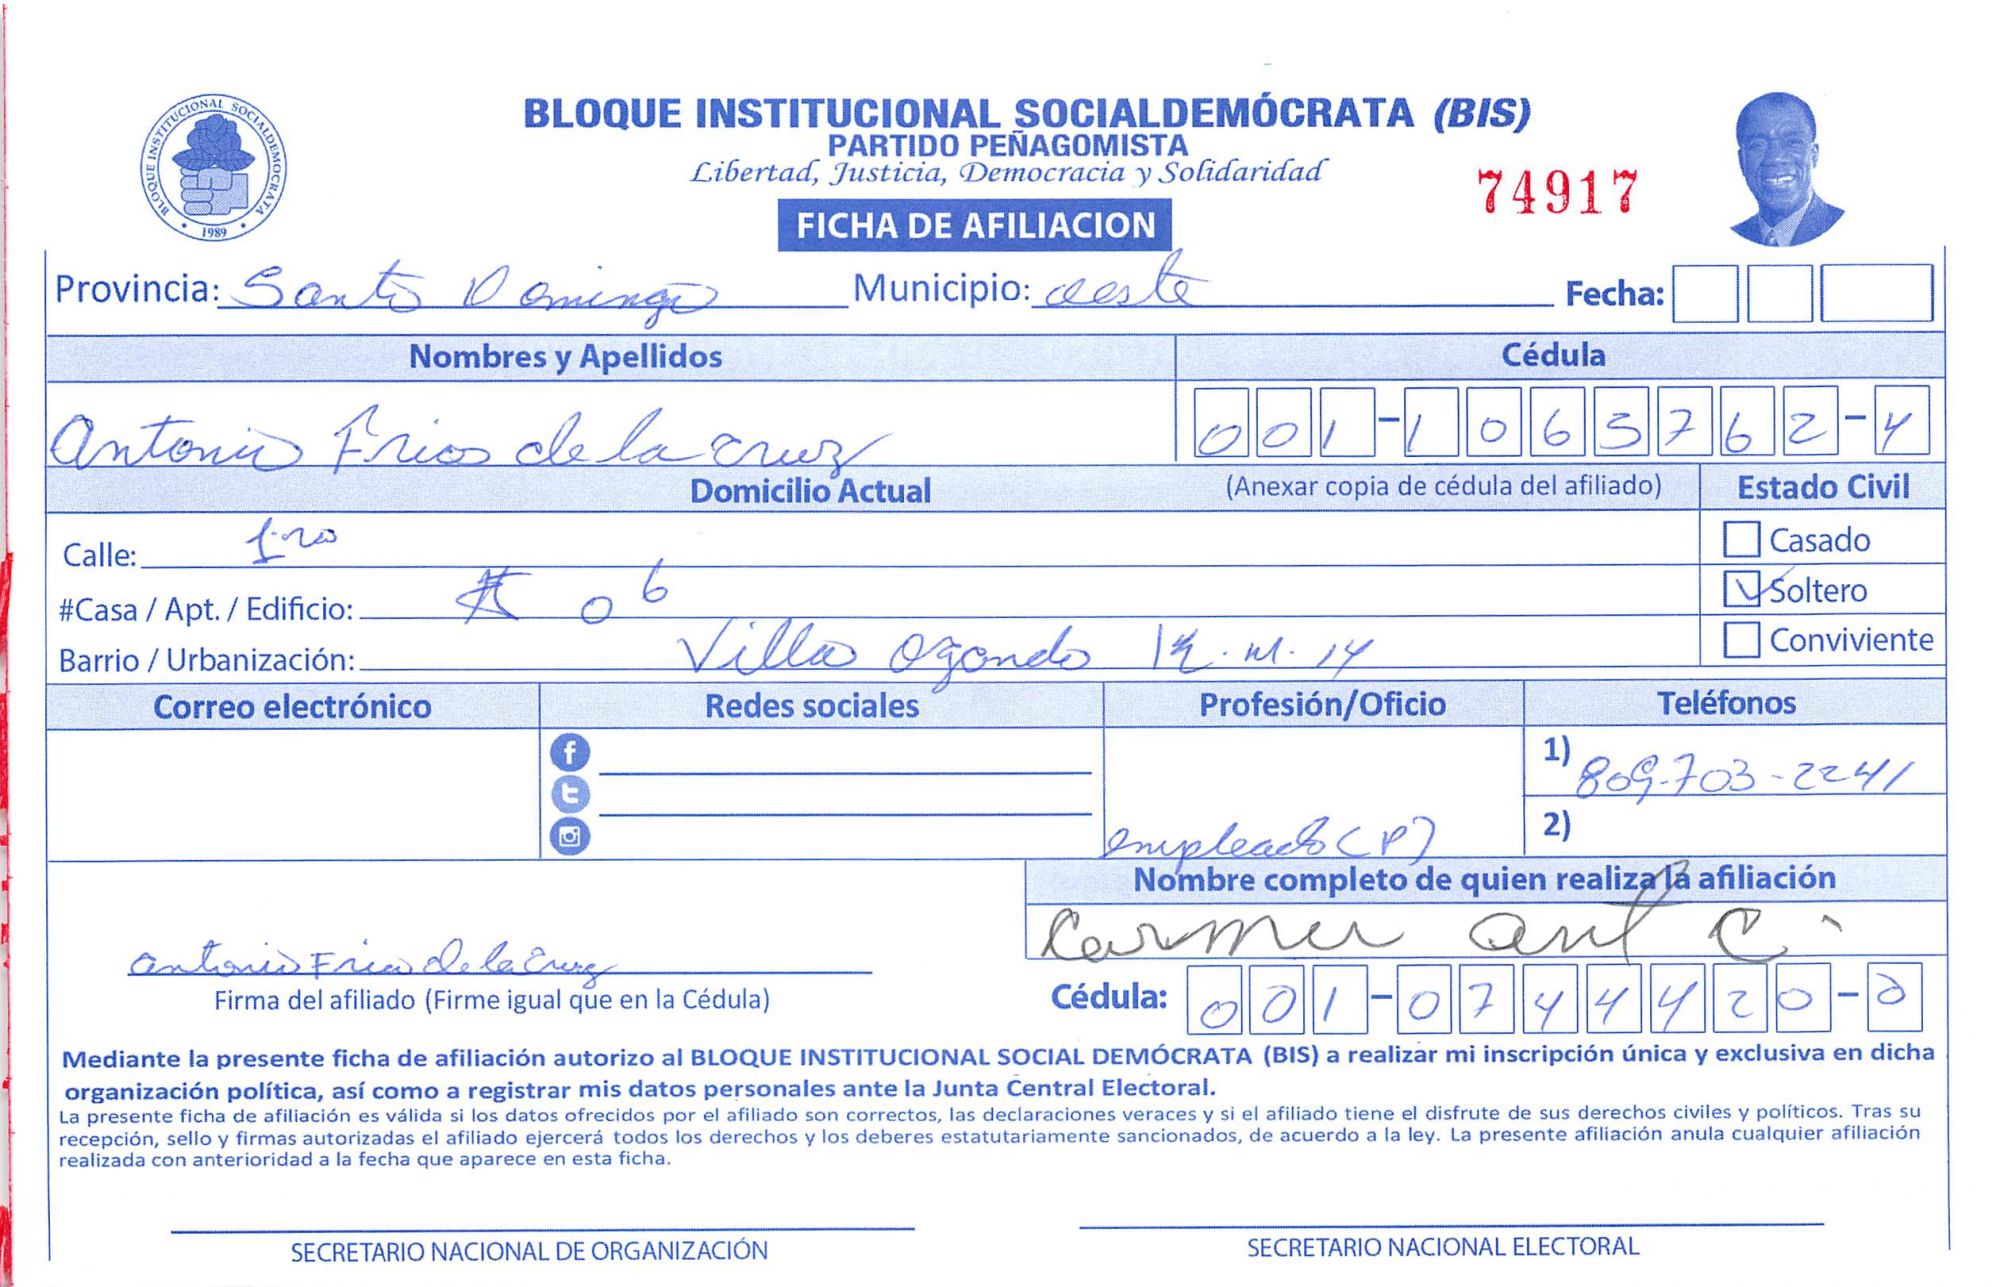 BLOQUE INSTITUCIONAL SOCIALDEMOCRATA
1989
BLOQUE INSTITUCIONAL SOCIALDEMÓCRATA (BIS)
PARTIDO PEÑAGOMISTA
Libertad, Justicia, Democracia y Solidaridad
74917
FICHA DE AFILIACION
Provincia: Santo Domingo Municipio: oeste Fecha:
Nombres y Apellidos Cédula
Antonio Frias de la Cruz 001-1063762-4
Domicilio Actual (Anexar copia de cédula del afiliado) Estado Civil
Calle: 1ra Casado
#Casa / Apt. / Edificio: # 06 Soltero
Barrio / Urbanización: Villa Ogando K.M. 14 Conviviente
Correo electrónico Redes sociales Profesión/Oficio Teléfonos
1) 809-703-2241
empleado (P) 2)
Nombre completo de quien realiza la afiliación
Carmen ant C.
antonio Frias de la Cruz
Firma del afiliado (Firme igual que en la Cédula) Cédula: 001-0744420-0
Mediante la presente ficha de afiliación autorizo al BLOQUE INSTITUCIONAL SOCIAL DEMÓCRATA (BIS) a realizar mi inscripción única y exclusiva en dicha
organización política, así como a registrar mis datos personales ante la Junta Central Electoral.
La presente ficha de afiliación es válida si los datos ofrecidos por el afiliado son correctos, las declaraciones veraces y si el afiliado tiene el disfrute de sus derechos civiles y políticos. Tras su
recepción, sello y firmas autorizadas el afiliado ejercerá todos los derechos y los deberes estatutariamente sancionados, de acuerdo a la ley. La presente afiliación anula cualquier afiliación
realizada con anterioridad a la fecha que aparece en esta ficha.
SECRETARIO NACIONAL DE ORGANIZACIÓN SECRETARIO NACIONAL ELECTORAL